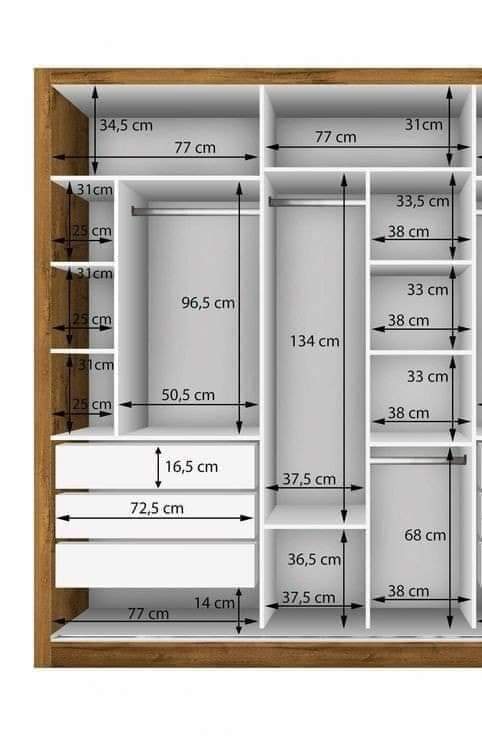 34,5 cm
77 cm
77 cm
31cm
31cm
25 cm
31cm
25 cm
31cm
25 cm
96,5 cm
50,5 cm
134 cm
37,5 cm
33,5 cm
38 cm
33 cm
38 cm
33 cm
38 cm
16,5 cm
72,5 cm
14 cm
77 cm
36,5 cm
37,5 cm
68 cm
38 cm